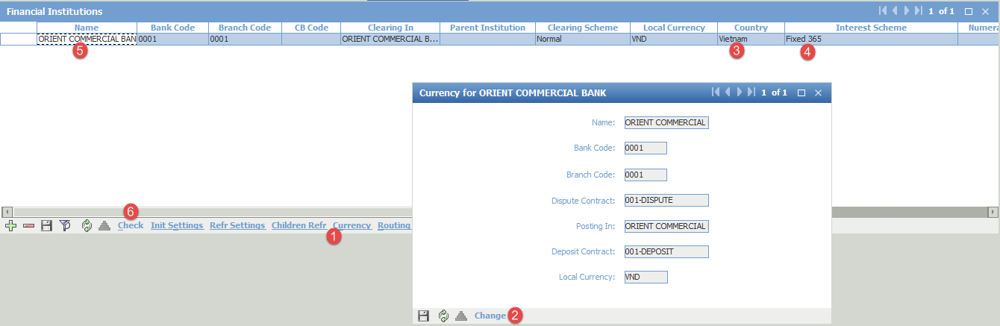 Financial Institutions 1 of 1
Name Bank Code Branch Code CB Code Clearing In Parent Institution Clearing Scheme Local Currency Country Interest Scheme Numera
ORIENT COMMERCIAL BAN 0001 0001 ORIENT COMMERCIAL B... Normal VND Vietnam Fixed 365
5 3 4
Currency for ORIENT COMMERCIAL BANK 1 of 1
Name: ORIENT COMMERCIAL
Bank Code: 0001
Branch Code: 0001
Dispute Contract: 001-DISPUTE
Posting In: ORIENT COMMERCIAL
Deposit Contract: 001-DEPOSIT
Local Currency: VND
Change 2
6
Check Init Settings Refr Settings Children Refr Currency Routing
1